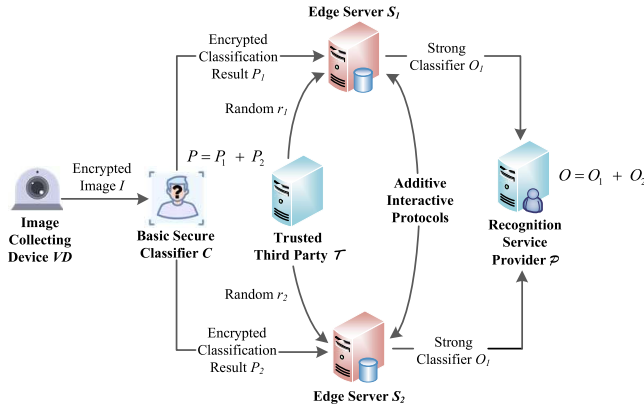 Edge Server S₁
Encrypted
Classification
Result P₁
Strong
Classifier O₁
Random r₁
P = P₁ + P₂
Encrypted
Image I
?
Image
Collecting
Device VD
Basic Secure
Classifier C
Trusted
Third Party 𝒯
Additive
Interactive
Protocols
O = O₁ + O₂
Recognition
Service
Provider 𝒫
Random r₂
Encrypted
Classification
Result P₂
Strong
Classifier O₁
Edge Server S₂